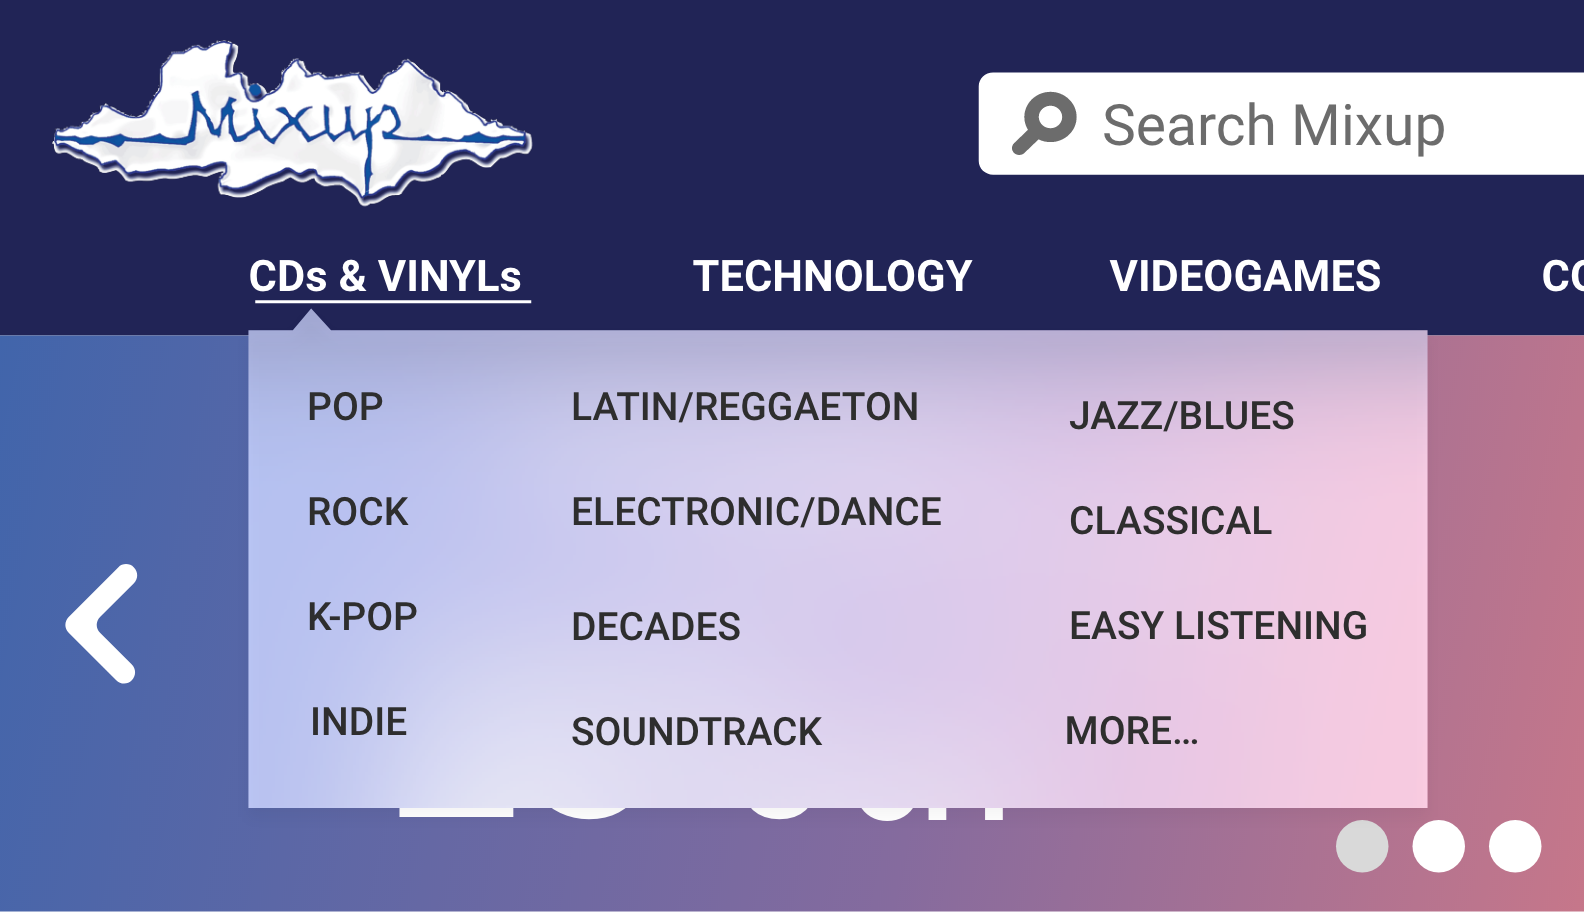 Mixup
Search Mixup
CDs & VINYLs
TECHNOLOGY
VIDEOGAMES
POP
LATIN/REGGAETON
JAZZ/BLUES
ROCK
ELECTRONIC/DANCE
CLASSICAL
K-POP
DECADES
EASY LISTENING
INDIE
SOUNDTRACK
MORE...